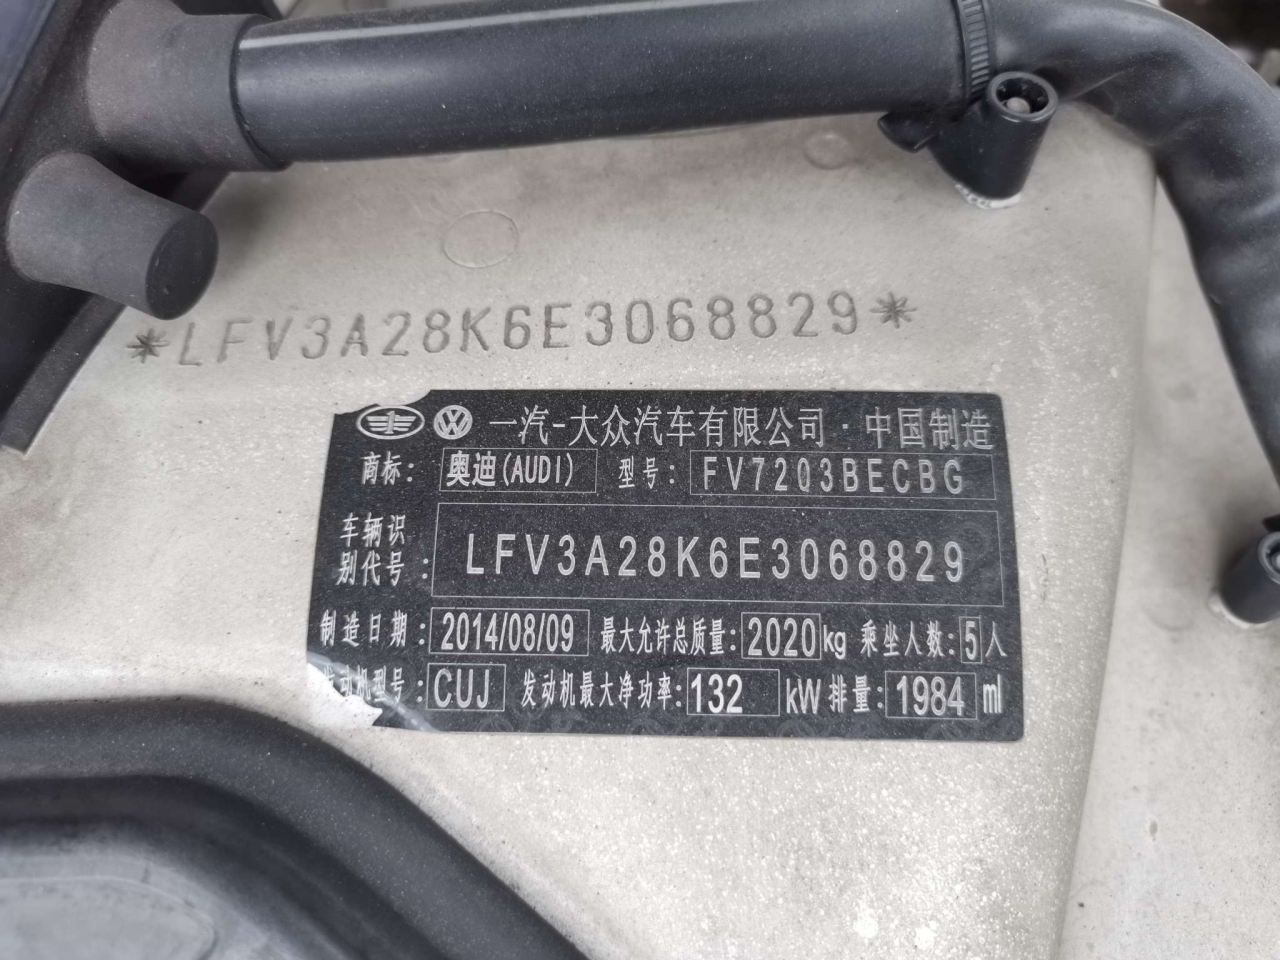 *LFV3A28K6E3068829*
一汽-大众汽车有限公司·中国制造
商标: 奥迪(AUDI) 型号: FV7203BECBG
车辆识别代号: LFV3A28K6E3068829
制造日期: 2014/08/09 最大允许总质量: 2020kg 乘坐人数: 5人
发动机型号: CUJ 发动机最大净功率: 132 kW 排量: 1984 ml